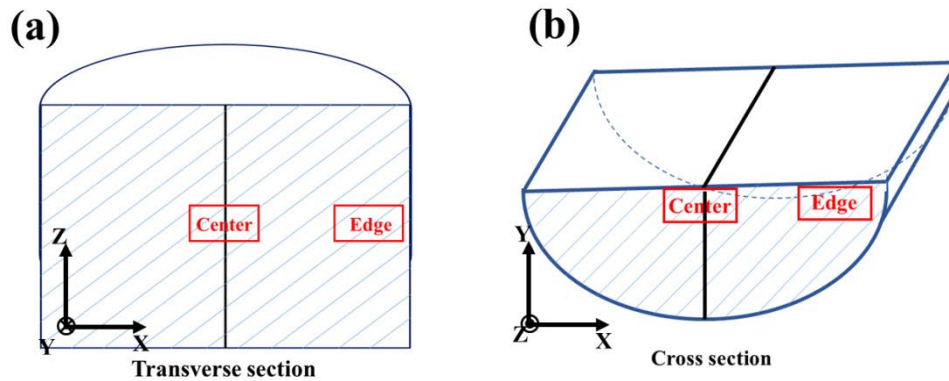 (a)
Center
Edge
Z
Y
X
Transverse section
(b)
Center
Edge
Y
Z
X
Cross section